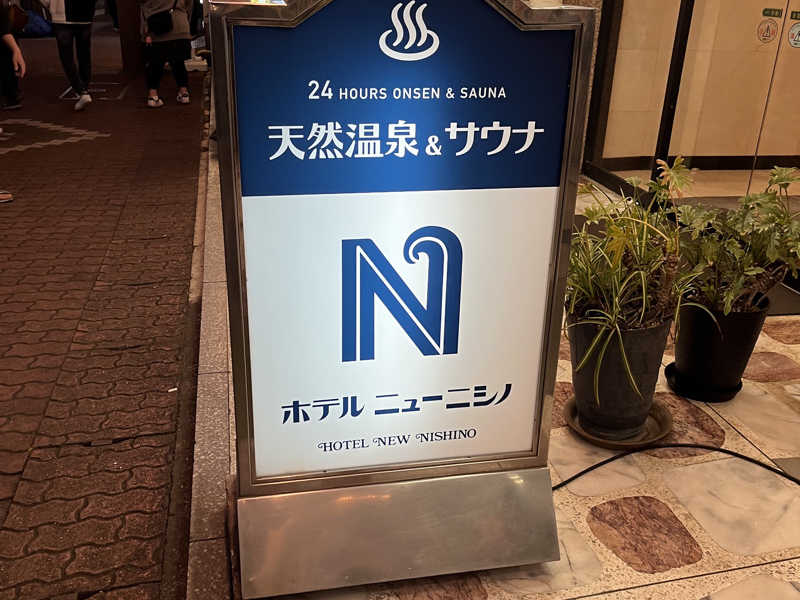 24 HOURS ONSEN & SAUNA
天然温泉&サウナ
N
ホテル ニューニシノ
HOTEL NEW NISHINO